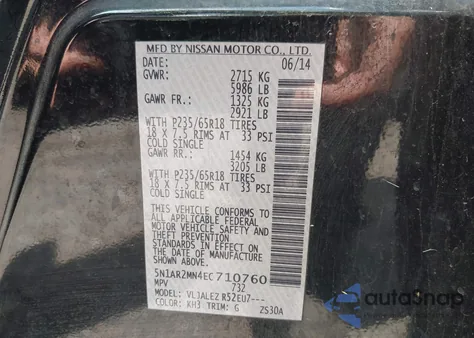 MFD BY NISSAN MOTOR CO., LTD.
DATE: 06/14
GVWR: 2715 KG
5986 LB
GAWR FR.: 1325 KG
2921 LB
WITH P235/65R18 TIRES
18 X 7.5 RIMS AT 33 PSI
COLD SINGLE
GAWR RR.: 1454 KG
3205 LB
WITH P235/65R18 TIRES
18 X 7.5 RIMS AT 33 PSI
COLD SINGLE
THIS VEHICLE CONFORMS TO
ALL APPLICABLE FEDERAL
MOTOR VEHICLE SAFETY
STANDARDS IN EFFECT ON
THE DATE OF MANUFACTURE
SHOWN ABOVE.
5N1AR2MN4EC710760
MPV 732
MODEL: VLJALEZ R52EU7---
COLOR: KH3 TRIM: G ZS30A
AutoSnap